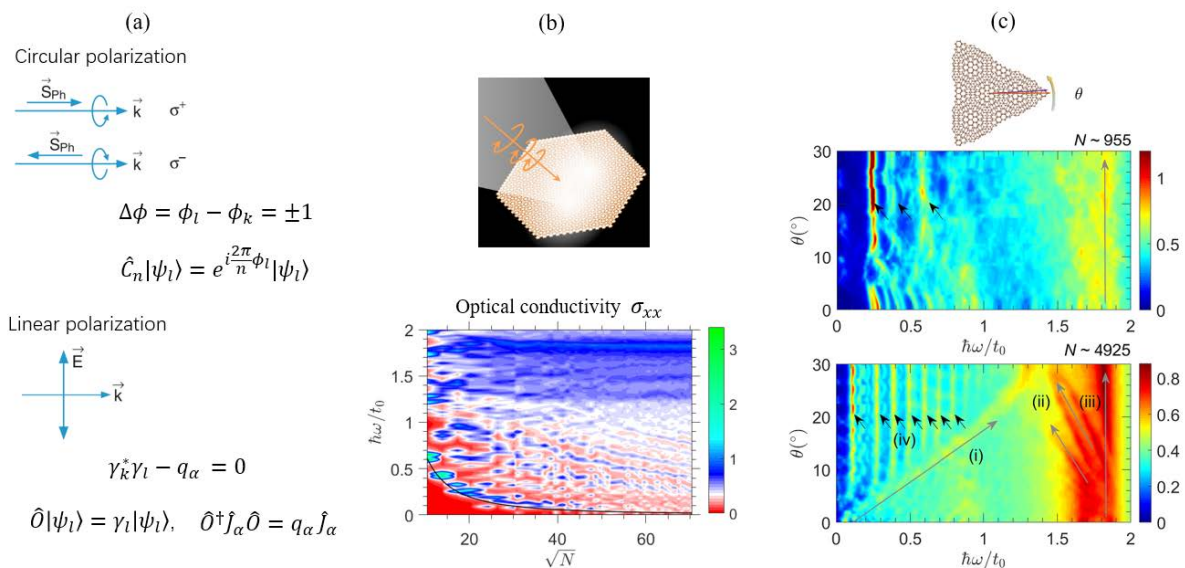 (a)
Circular polarization
S⃗Ph k⃗ σ⁺
S⃗Ph k⃗ σ⁻
Δϕ = ϕₗ − ϕₖ = ±1
Ĉₙ|ψₗ⟩ = e^{i(2π/n)ϕₗ}|ψₗ⟩
Linear polarization
E⃗
k⃗
γₖ*γₗ − qα = 0
Ô|ψₗ⟩ = γₗ|ψₗ⟩, Ô†ĵαÔ = qαĵα
(b)
Optical conductivity σxx
2
1.5
1
0.5
0
ħω/t₀
20 30 40 50 60 70
√N
3
2
1
0
(c)
θ
N ~ 955
30
20
10
0
θ(°)
0 0.5 1 1.5 2
ħω/t₀
1
0.5
0
N ~ 4925
30
20
10
0
θ(°)
(i)
(ii)
(iii)
(iv)
0 0.5 1 1.5 2
ħω/t₀
0.8
0.6
0.4
0.2
0